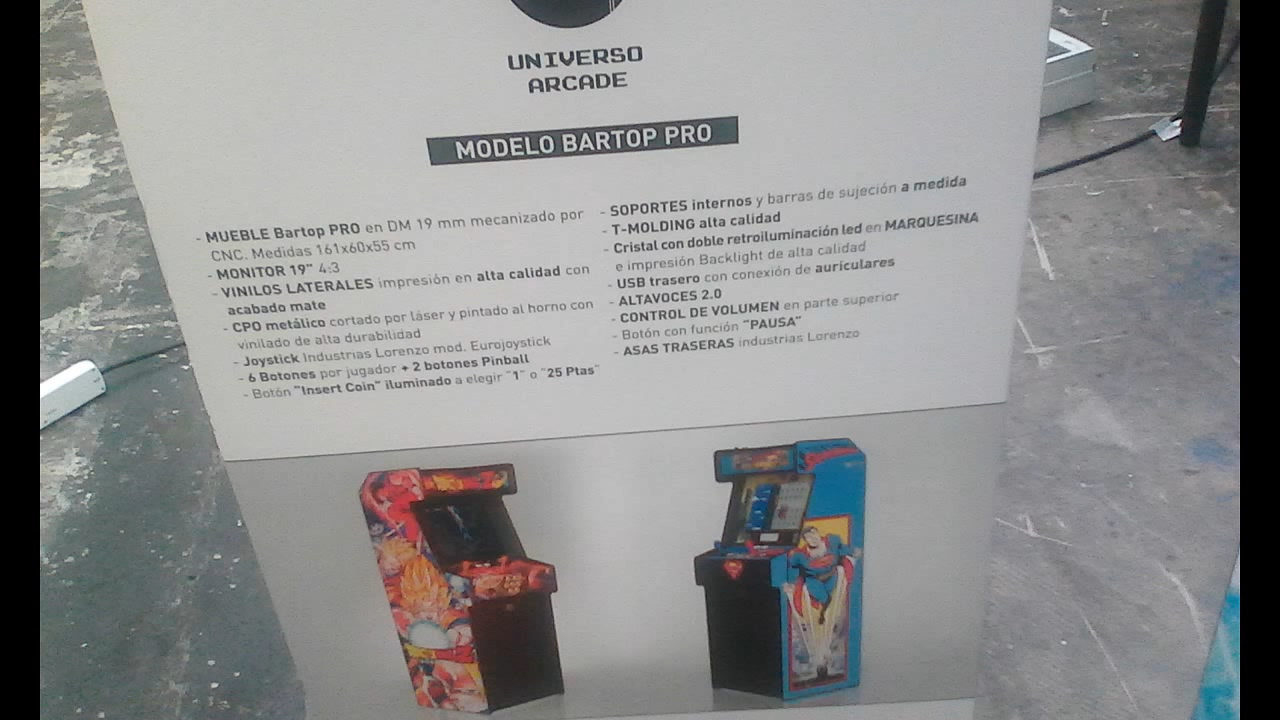 UNIVERSO
ARCADE
MODELO BARTOP PRO
- MUEBLE Bartop PRO en DM 19 mm mecanizado por
CNC. Medidas 161x60x55 cm
- MONITOR 19" 4:3
- VINILOS LATERALES impresión en alta calidad con
acabado mate
- CPO metálico cortado por láser y pintado al horno con
vinilado de alta durabilidad
- Joystick Industrias Lorenzo mod. Eurojoystick
- 6 Botones por jugador + 2 botones Pinball
- Botón "Insert Coin" iluminado a elegir "1" o "25 Ptas"
- SOPORTES internos y barras de sujeción a medida
- T-MOLDING alta calidad
- Cristal con doble retroiluminación led en MARQUESINA
e impresión Backlight de alta calidad
- USB trasero con conexión de auriculares
- ALTAVOCES 2.0
- CONTROL DE VOLUMEN en parte superior
- Botón con función "PAUSA"
- ASAS TRASERAS industrias Lorenzo